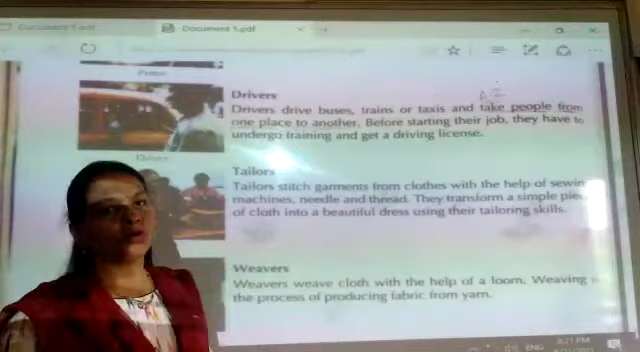 Document 5.pdf
Drivers
Drivers drive buses, trains or taxis and take people from
one place to another. Before starting their job, they have to
undergo training and get a driving license.
Tailors
Tailors stitch garments from clothes with the help of sewin
machines, needle and thread. They transform a simple piec
of cloth into a beautiful dress using their tailoring skills.
Weavers
Weavers weave cloth with the help of a loom. Weaving
the process of producing fabric from yarn.
ENG